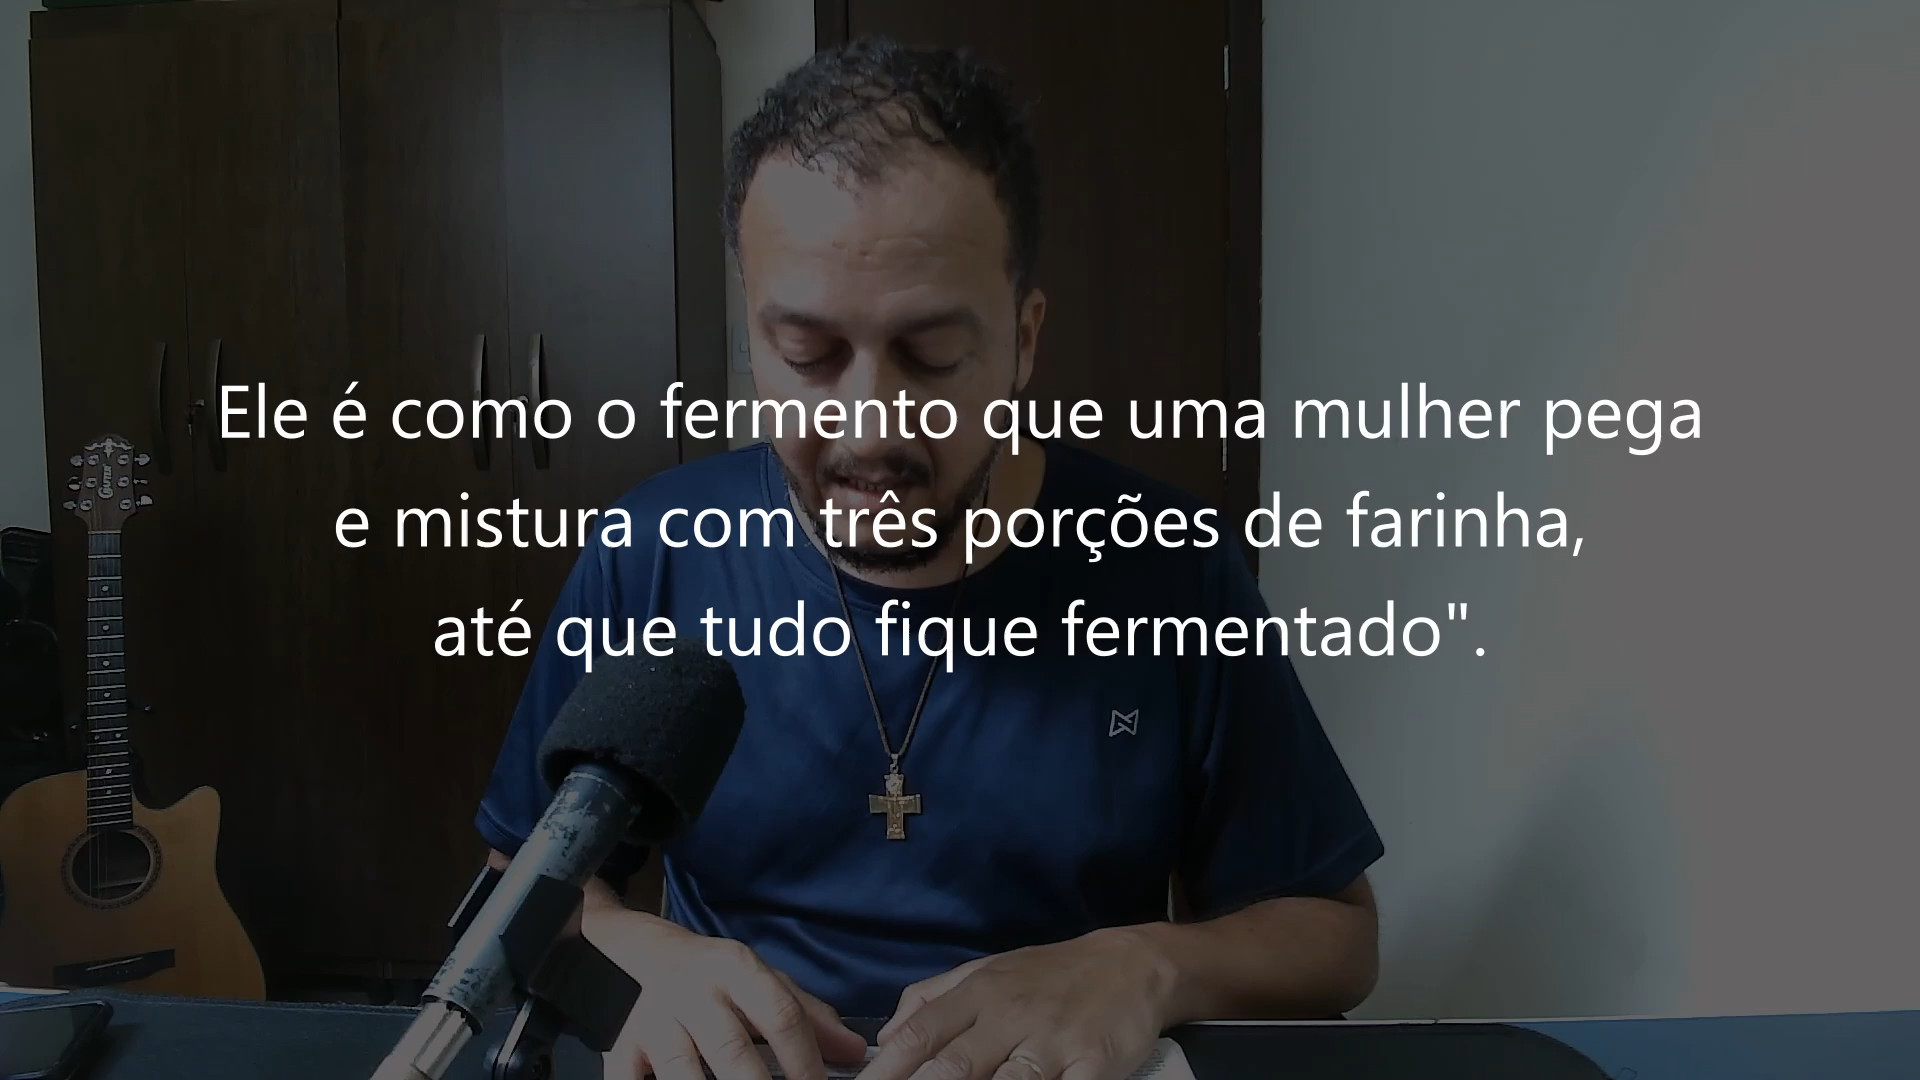 Ele é como o fermento que uma mulher pega
e mistura com três porções de farinha,
até que tudo fique fermentado".